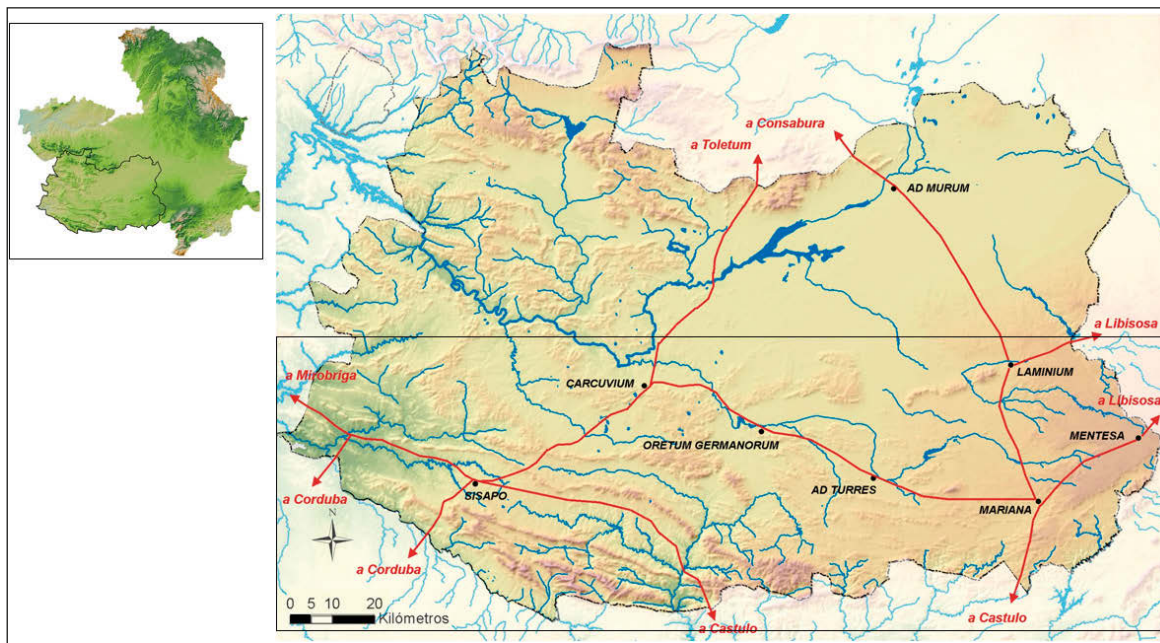 a Consabura
a Toletum
AD MURUM
a Libisosa
a Mirobriga
CARCUVIUM
LAMINIUM
a Libisosa
ORETUM GERMANORUM
MENTESA
a Corduba
SISAPO
AD TURRES
MARIANA
N
a Corduba
0 5 10 20
Kilómetros
a Castulo
a Castulo